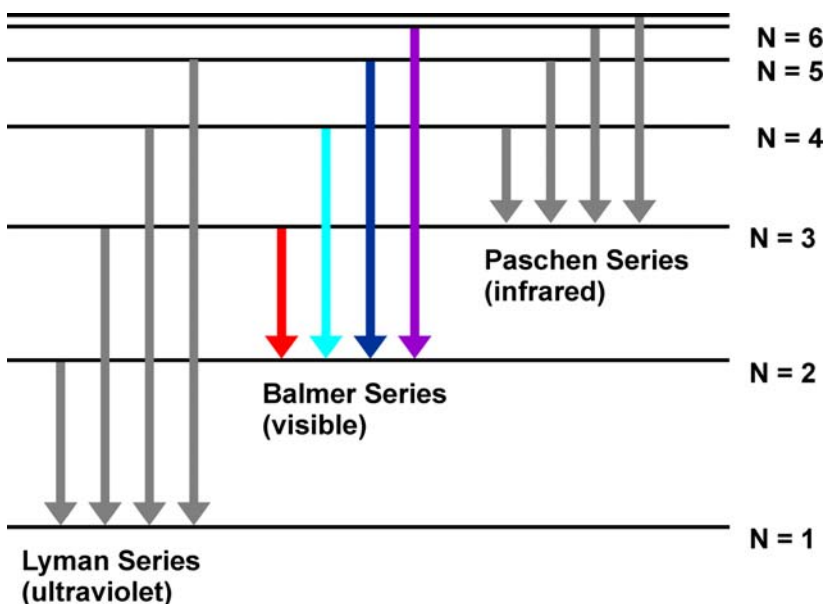 N = 6
N = 5
N = 4
N = 3
Paschen Series
(infrared)
N = 2
Balmer Series
(visible)
N = 1
Lyman Series
(ultraviolet)